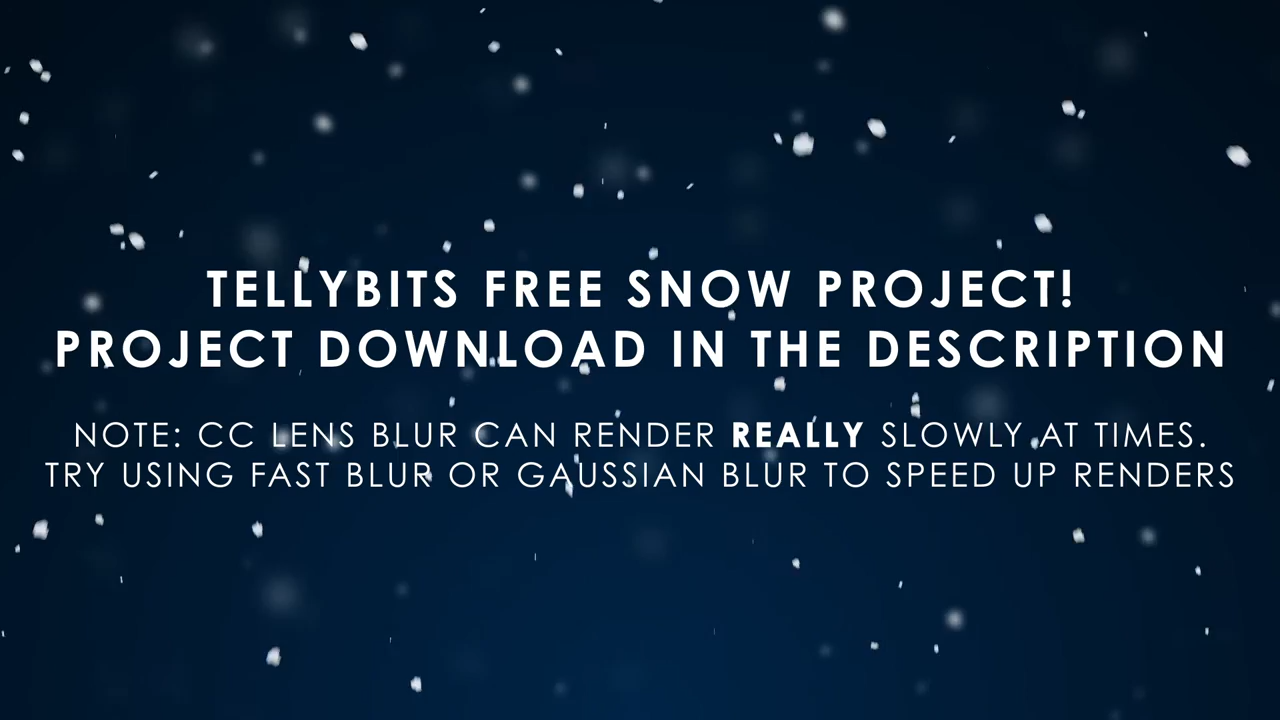 TELLYBITS FREE SNOW PROJECT!
PROJECT DOWNLOAD IN THE DESCRIPTION
NOTE: CC LENS BLUR CAN RENDER REALLY SLOWLY AT TIMES.
TRY USING FAST BLUR OR GAUSSIAN BLUR TO SPEED UP RENDERS